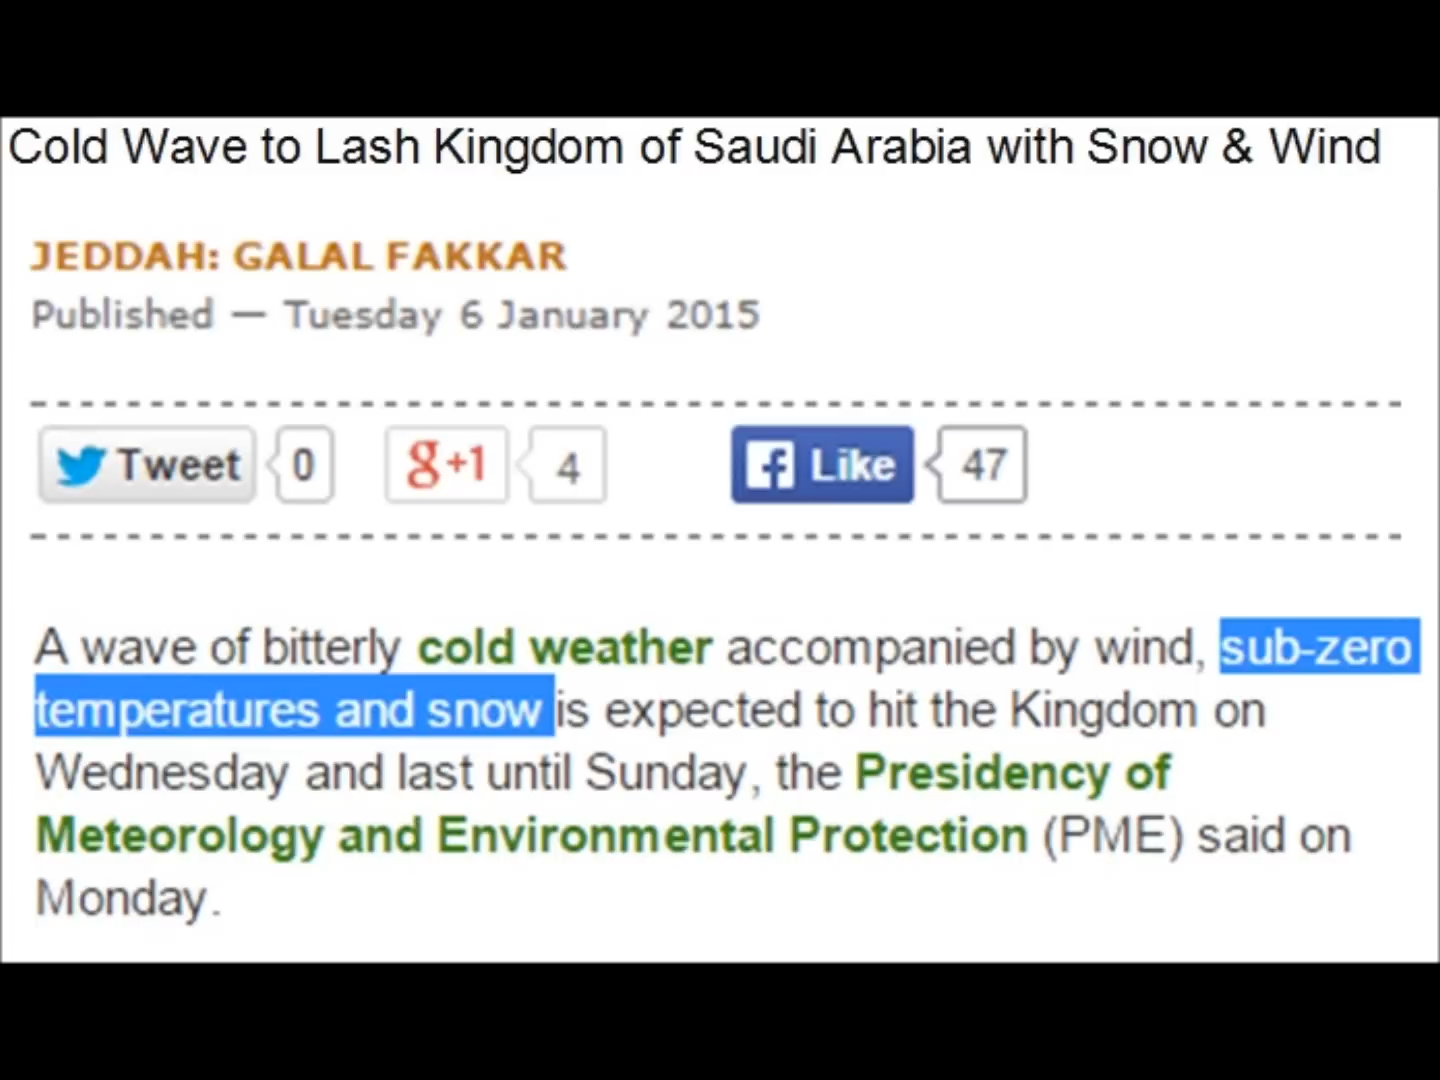 Cold Wave to Lash Kingdom of Saudi Arabia with Snow & Wind
JEDDAH: GALAL FAKKAR
Published — Tuesday 6 January 2015
Tweet 0 g+1 4 f Like 47
A wave of bitterly cold weather accompanied by wind, sub-zero
temperatures and snow is expected to hit the Kingdom on
Wednesday and last until Sunday, the Presidency of
Meteorology and Environmental Protection (PME) said on
Monday.